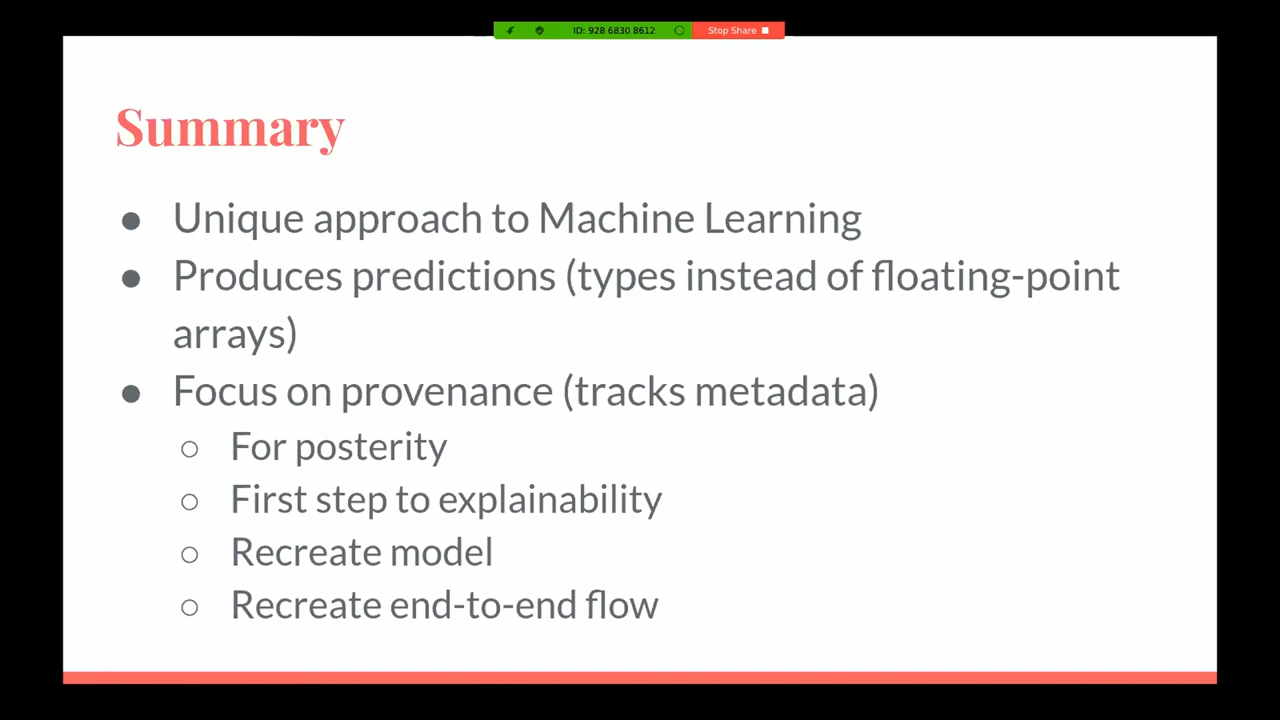 ID: 928 6830 8612
Stop Share
Summary
● Unique approach to Machine Learning
● Produces predictions (types instead of floating-point
arrays)
● Focus on provenance (tracks metadata)
○ For posterity
○ First step to explainability
○ Recreate model
○ Recreate end-to-end flow